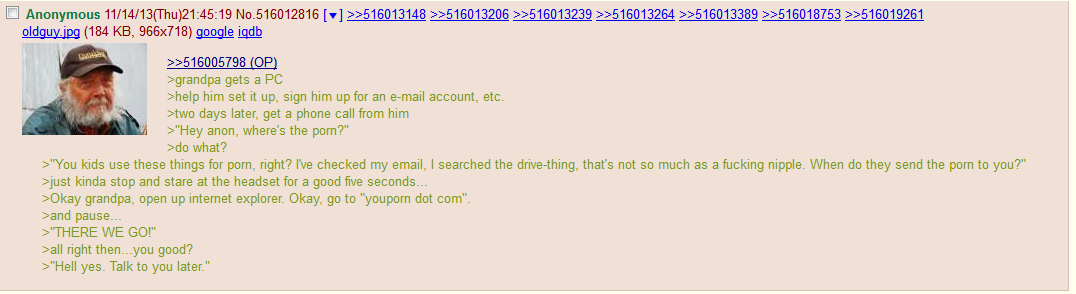 Anonymous 11/14/13(Thu)21:45:19 No.516012816 [▼] >>516013148 >>516013206 >>516013239 >>516013264 >>516013389 >>516018753 >>516019261
oldguy.jpg (184 KB, 966x718) google iqdb
>>516005798 (OP)
>grandpa gets a PC
>help him set it up, sign him up for an e-mail account, etc.
>two days later, get a phone call from him
>"Hey anon, where's the porn?"
>do what?
>"You kids use these things for porn, right? I've checked my email, I searched the drive-thing, that's not so much as a fucking nipple. When do they send the porn to you?"
>just kinda stop and stare at the headset for a good five seconds...
>Okay grandpa, open up internet explorer. Okay, go to "youporn dot com".
>and pause...
>"THERE WE GO!"
>all right then...you good?
>"Hell yes. Talk to you later."